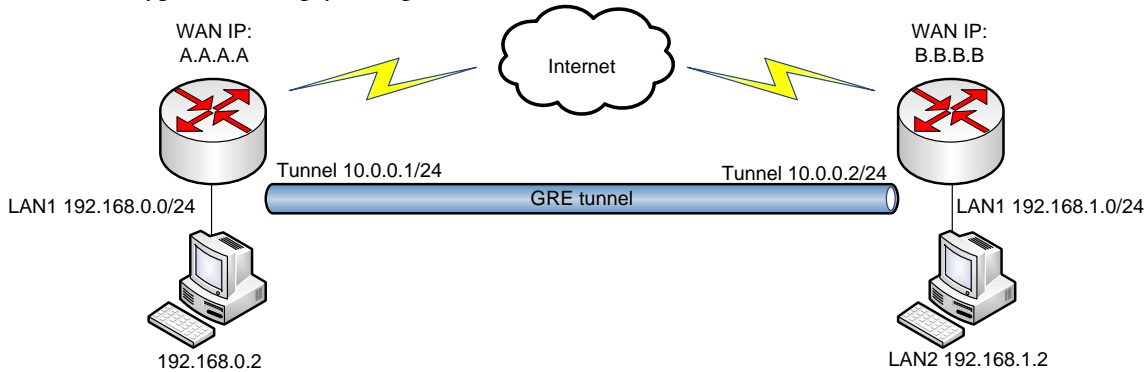 WAN IP:
A.A.A.A
Internet
WAN IP:
B.B.B.B
Tunnel 10.0.0.1/24
Tunnel 10.0.0.2/24
GRE tunnel
LAN1 192.168.0.0/24
LAN1 192.168.1.0/24
192.168.0.2
LAN2 192.168.1.2